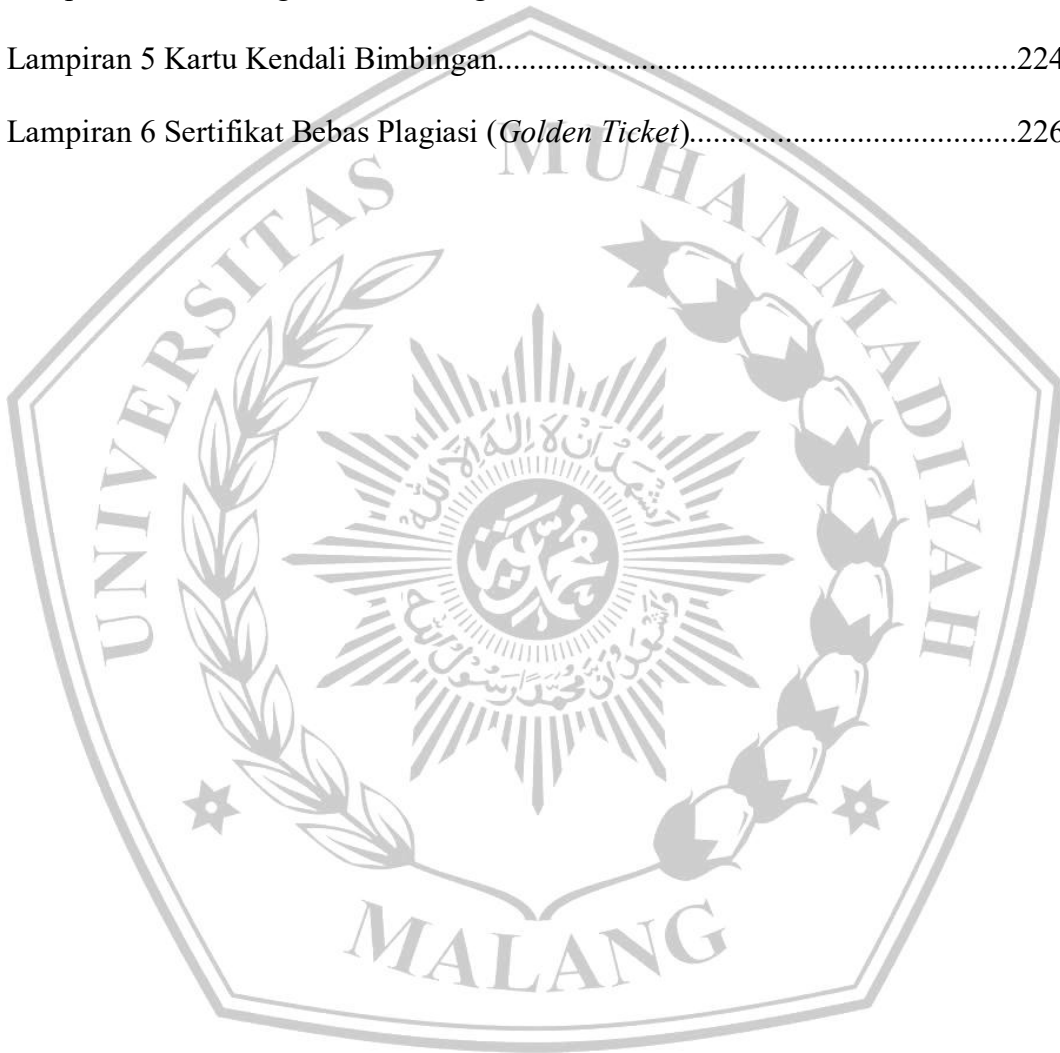 Lampiran 5 Kartu Kendali Bimbingan.................................................................224
Lampiran 6 Sertifikat Bebas Plagiasi (Golden Ticket).........................................226
UNIVERSITAS MUHAMMADIYAH
MALANG